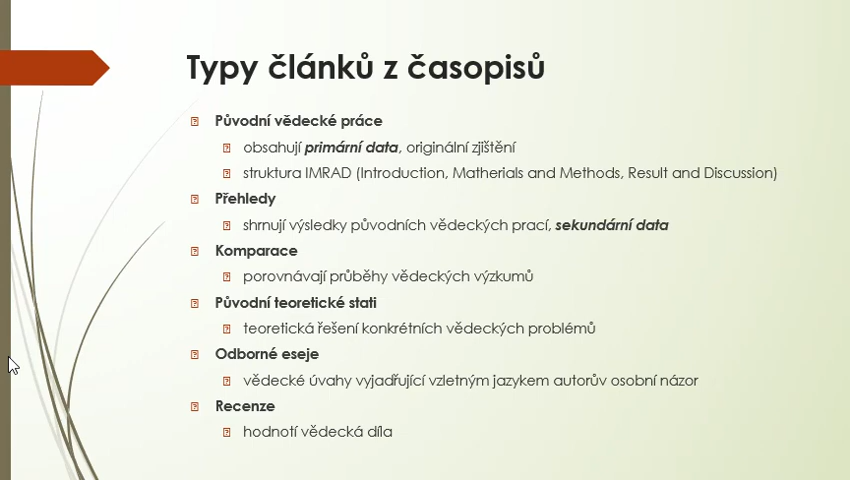 Typy článků z časopisů
Původní vědecké práce
obsahují primární data, originální zjištění
struktura IMRAD (Introduction, Matherials and Methods, Result and Discussion)
Přehledy
shrnují výsledky původních vědeckých prací, sekundární data
Komparace
porovnávají průběhy vědeckých výzkumů
Původní teoretické stati
teoretická řešení konkrétních vědeckých problémů
Odborné eseje
vědecké úvahy vyjadřující vzletným jazykem autorův osobní názor
Recenze
hodnotí vědecká díla